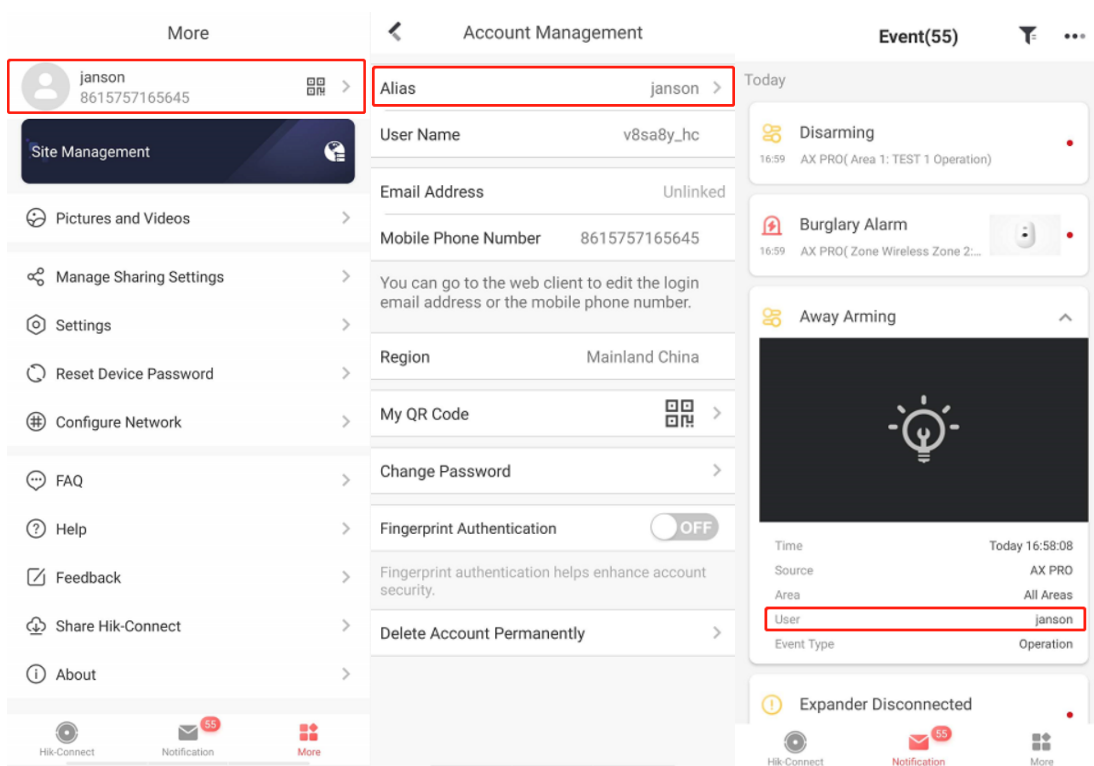 More
janson
8615757165645
Site Management
Pictures and Videos
Manage Sharing Settings
Settings
Reset Device Password
Configure Network
FAQ
Help
Feedback
Share Hik-Connect
About
55
Hik-Connect Notification More
Account Management
Alias janson
User Name v8sa8y_hc
Email Address Unlinked
Mobile Phone Number 8615757165645
You can go to the web client to edit the login
email address or the mobile phone number.
Region Mainland China
My QR Code
Change Password
Fingerprint Authentication OFF
Fingerprint authentication helps enhance account
security.
Delete Account Permanently
Event(55)
Today
Disarming
16:59 AX PRO( Area 1: TEST 1 Operation)
Burglary Alarm
16:59 AX PRO( Zone Wireless Zone 2:...
Away Arming
Time Today 16:58:08
Source AX PRO
Area All Areas
User janson
Event Type Operation
Expander Disconnected
55
Hik-Connect Notification More